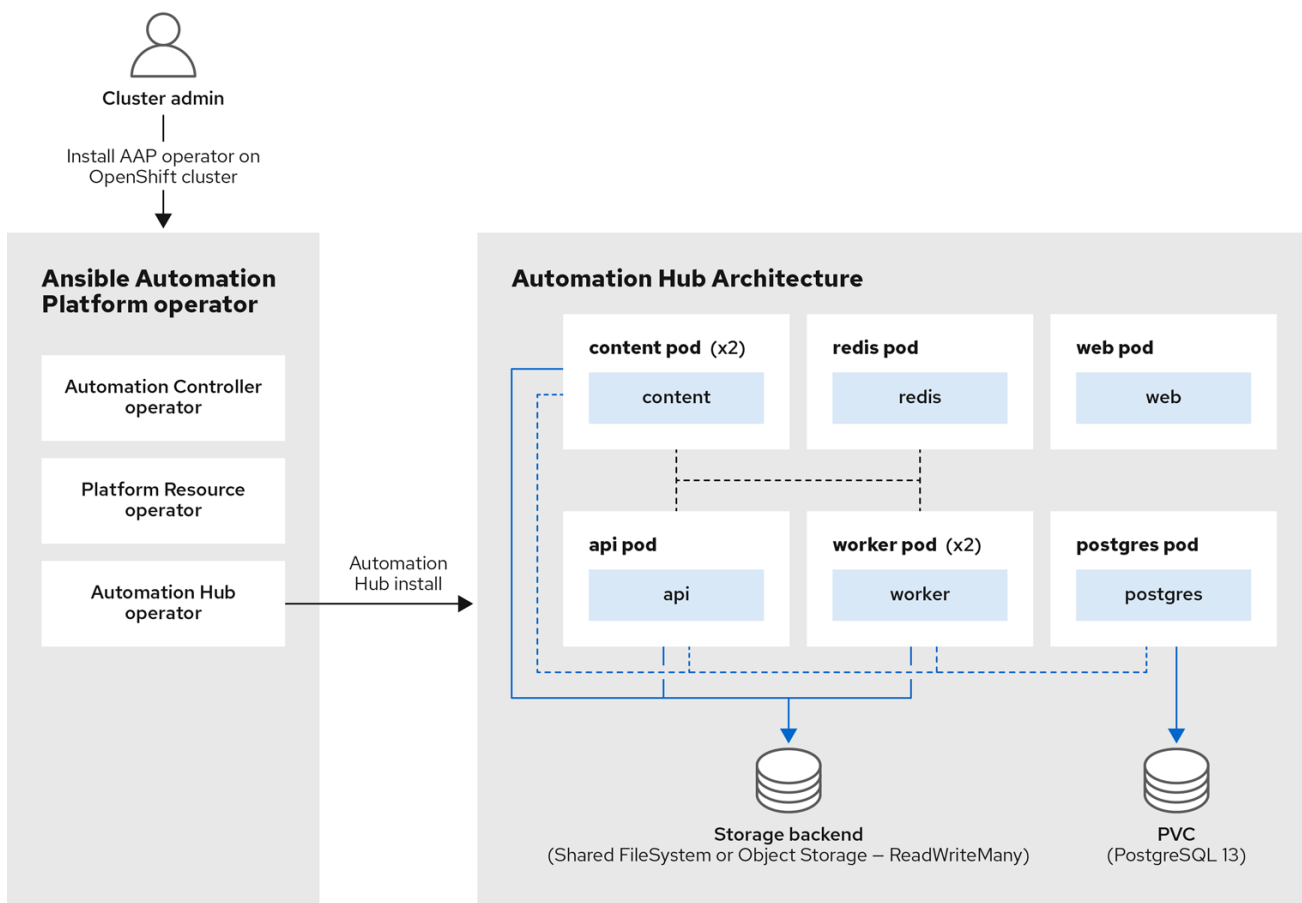 Cluster admin
Install AAP operator on
OpenShift cluster
Ansible Automation
Platform operator
Automation Controller
operator
Platform Resource
operator
Automation Hub
operator
Automation
Hub install
Automation Hub Architecture
content pod (x2)
content
redis pod
redis
web pod
web
api pod
api
worker pod (x2)
worker
postgres pod
postgres
Storage backend
(Shared FileSystem or Object Storage – ReadWriteMany)
PVC
(PostgreSQL 13)